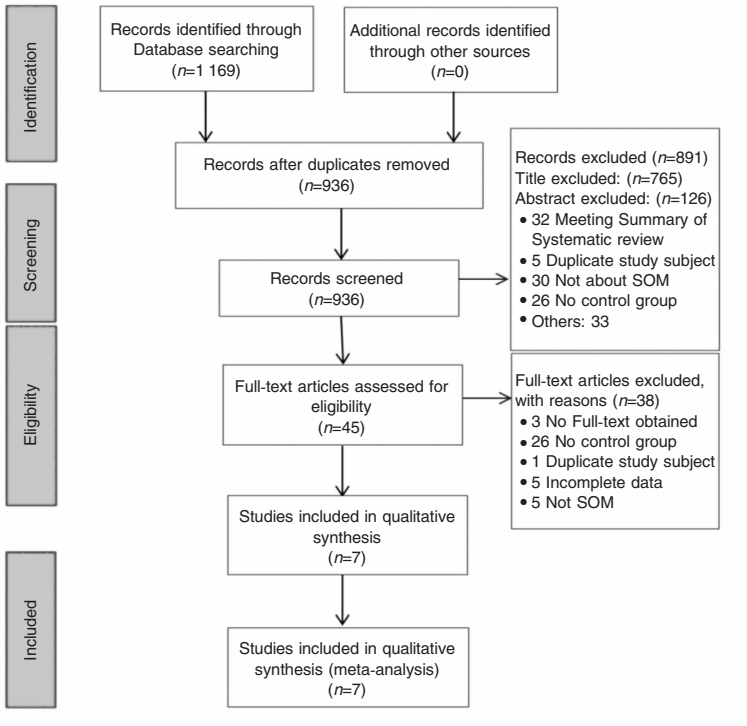 Identification
Records identified through
Database searching
(n=1 169)
Additional records identified
through other sources
(n=0)
Records after duplicates removed
(n=936)
Screening
Records screened
(n=936)
Records excluded (n=891)
Title excluded: (n=765)
Abstract excluded: (n=126)
• 32 Meeting Summary of
Systematic review
• 5 Duplicate study subject
• 30 Not about SOM
• 26 No control group
• Others: 33
Eligibility
Full-text articles assessed for
eligibility
(n=45)
Full-text articles excluded,
with reasons (n=38)
• 3 No Full-text obtained
• 26 No control group
• 1 Duplicate study subject
• 5 Incomplete data
• 5 Not SOM
Studies included in qualitative
synthesis
(n=7)
Included
Studies included in qualitative
synthesis (meta-analysis)
(n=7)